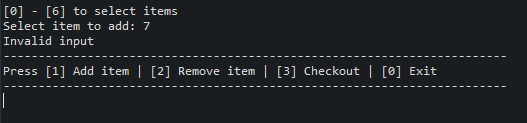 [0] - [6] to select items
Select item to add: 7
Invalid input
------------------------------------------------------------------------
Press [1] Add item | [2] Remove item | [3] Checkout | [0] Exit
------------------------------------------------------------------------